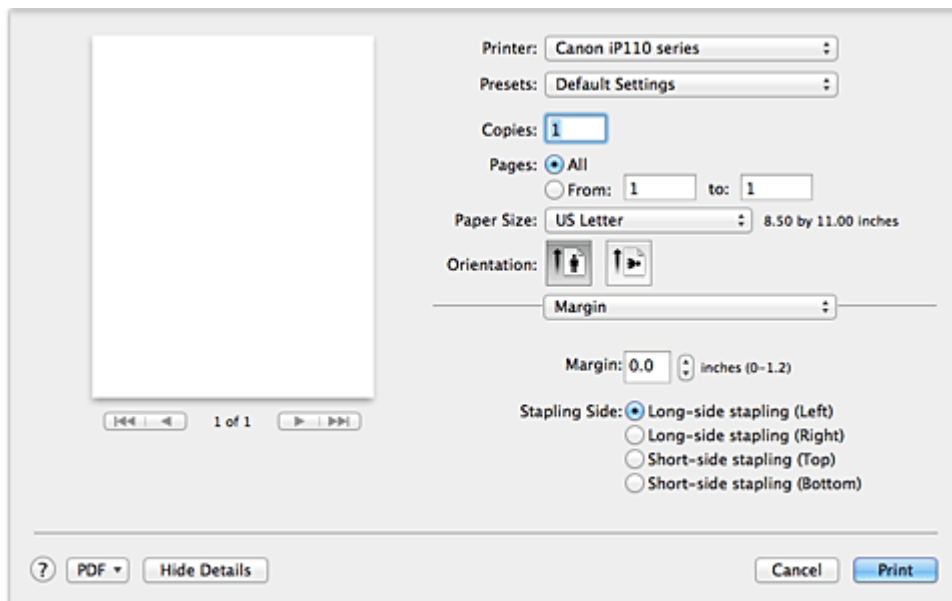 Printer: Canon iP110 series
Presets: Default Settings
Copies: 1
Pages: All
From: 1 to: 1
Paper Size: US Letter 8.50 by 11.00 inches
Orientation:
Margin
Margin: 0.0 inches (0-1.2)
1 of 1
Stapling Side: Long-side stapling (Left)
Long-side stapling (Right)
Short-side stapling (Top)
Short-side stapling (Bottom)
? PDF Hide Details Cancel Print